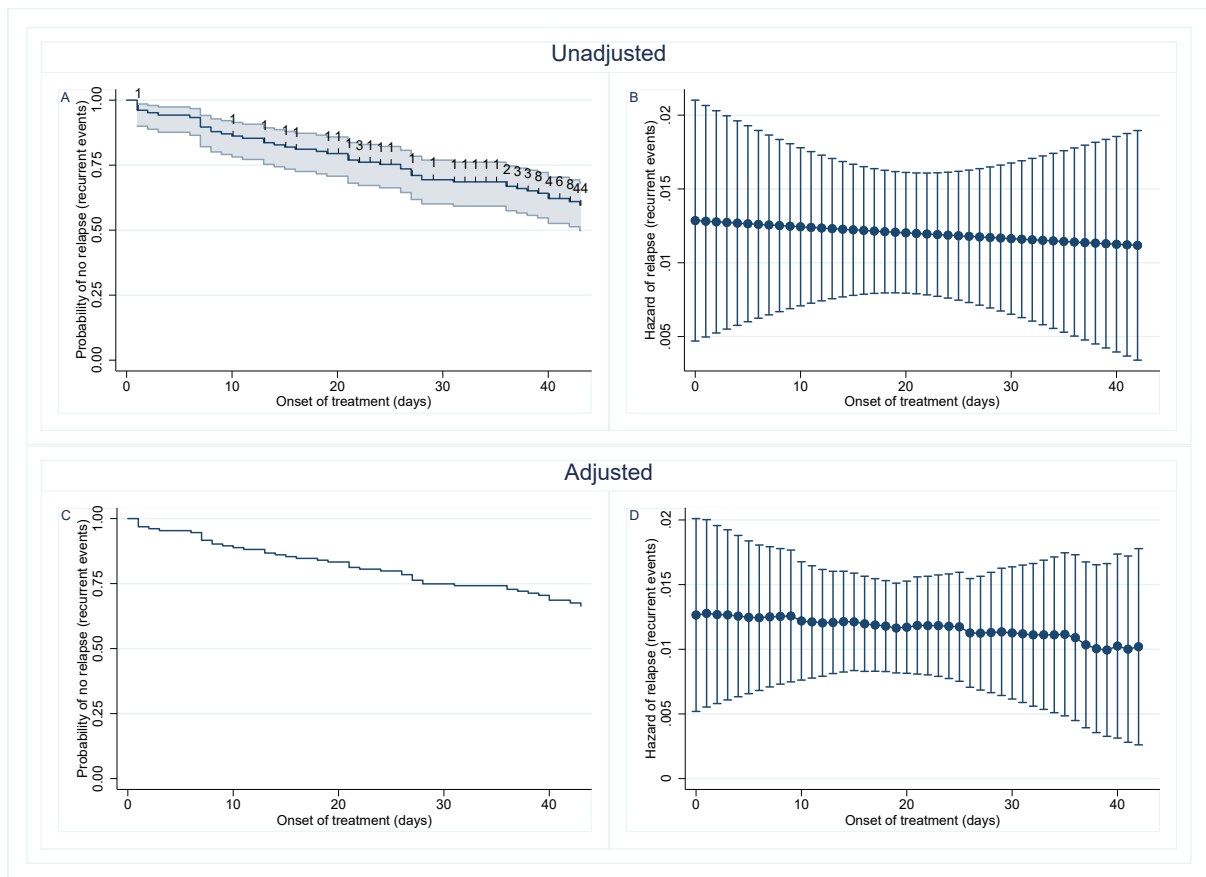 Unadjusted
A
Probability of no relapse (recurrent events)
1.00
0.75
0.50
0.25
0.00
1 1 1 1 1 1 1 1 3 1 1 1 1 1 1 1 1 1 1 2 3 3 8 4 6 8 44
0 10 20 30 40
Onset of treatment (days)
B
Hazard of relapse (recurrent events)
.02
.015
.01
.005
0 10 20 30 40
Onset of treatment (days)
Adjusted
C
Probability of no relapse (recurrent events)
1.00
0.75
0.50
0.25
0.00
0 10 20 30 40
Onset of treatment (days)
D
Hazard of relapse (recurrent events)
.02
.015
.01
.005
0
0 10 20 30 40
Onset of treatment (days)